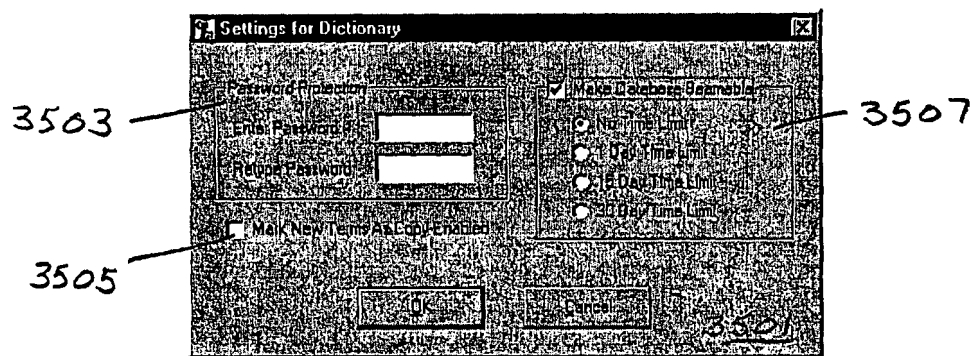 Settings for Dictionary
Password Protection
Enter Password
Retype Password
Mark New Terms As Copy Enabled
Make Database Beamable
No Time Limit
1 Day Time Limit
15 Day Time Limit
30 Day Time Limit
OK
Cancel
3501
3503
3505
3507